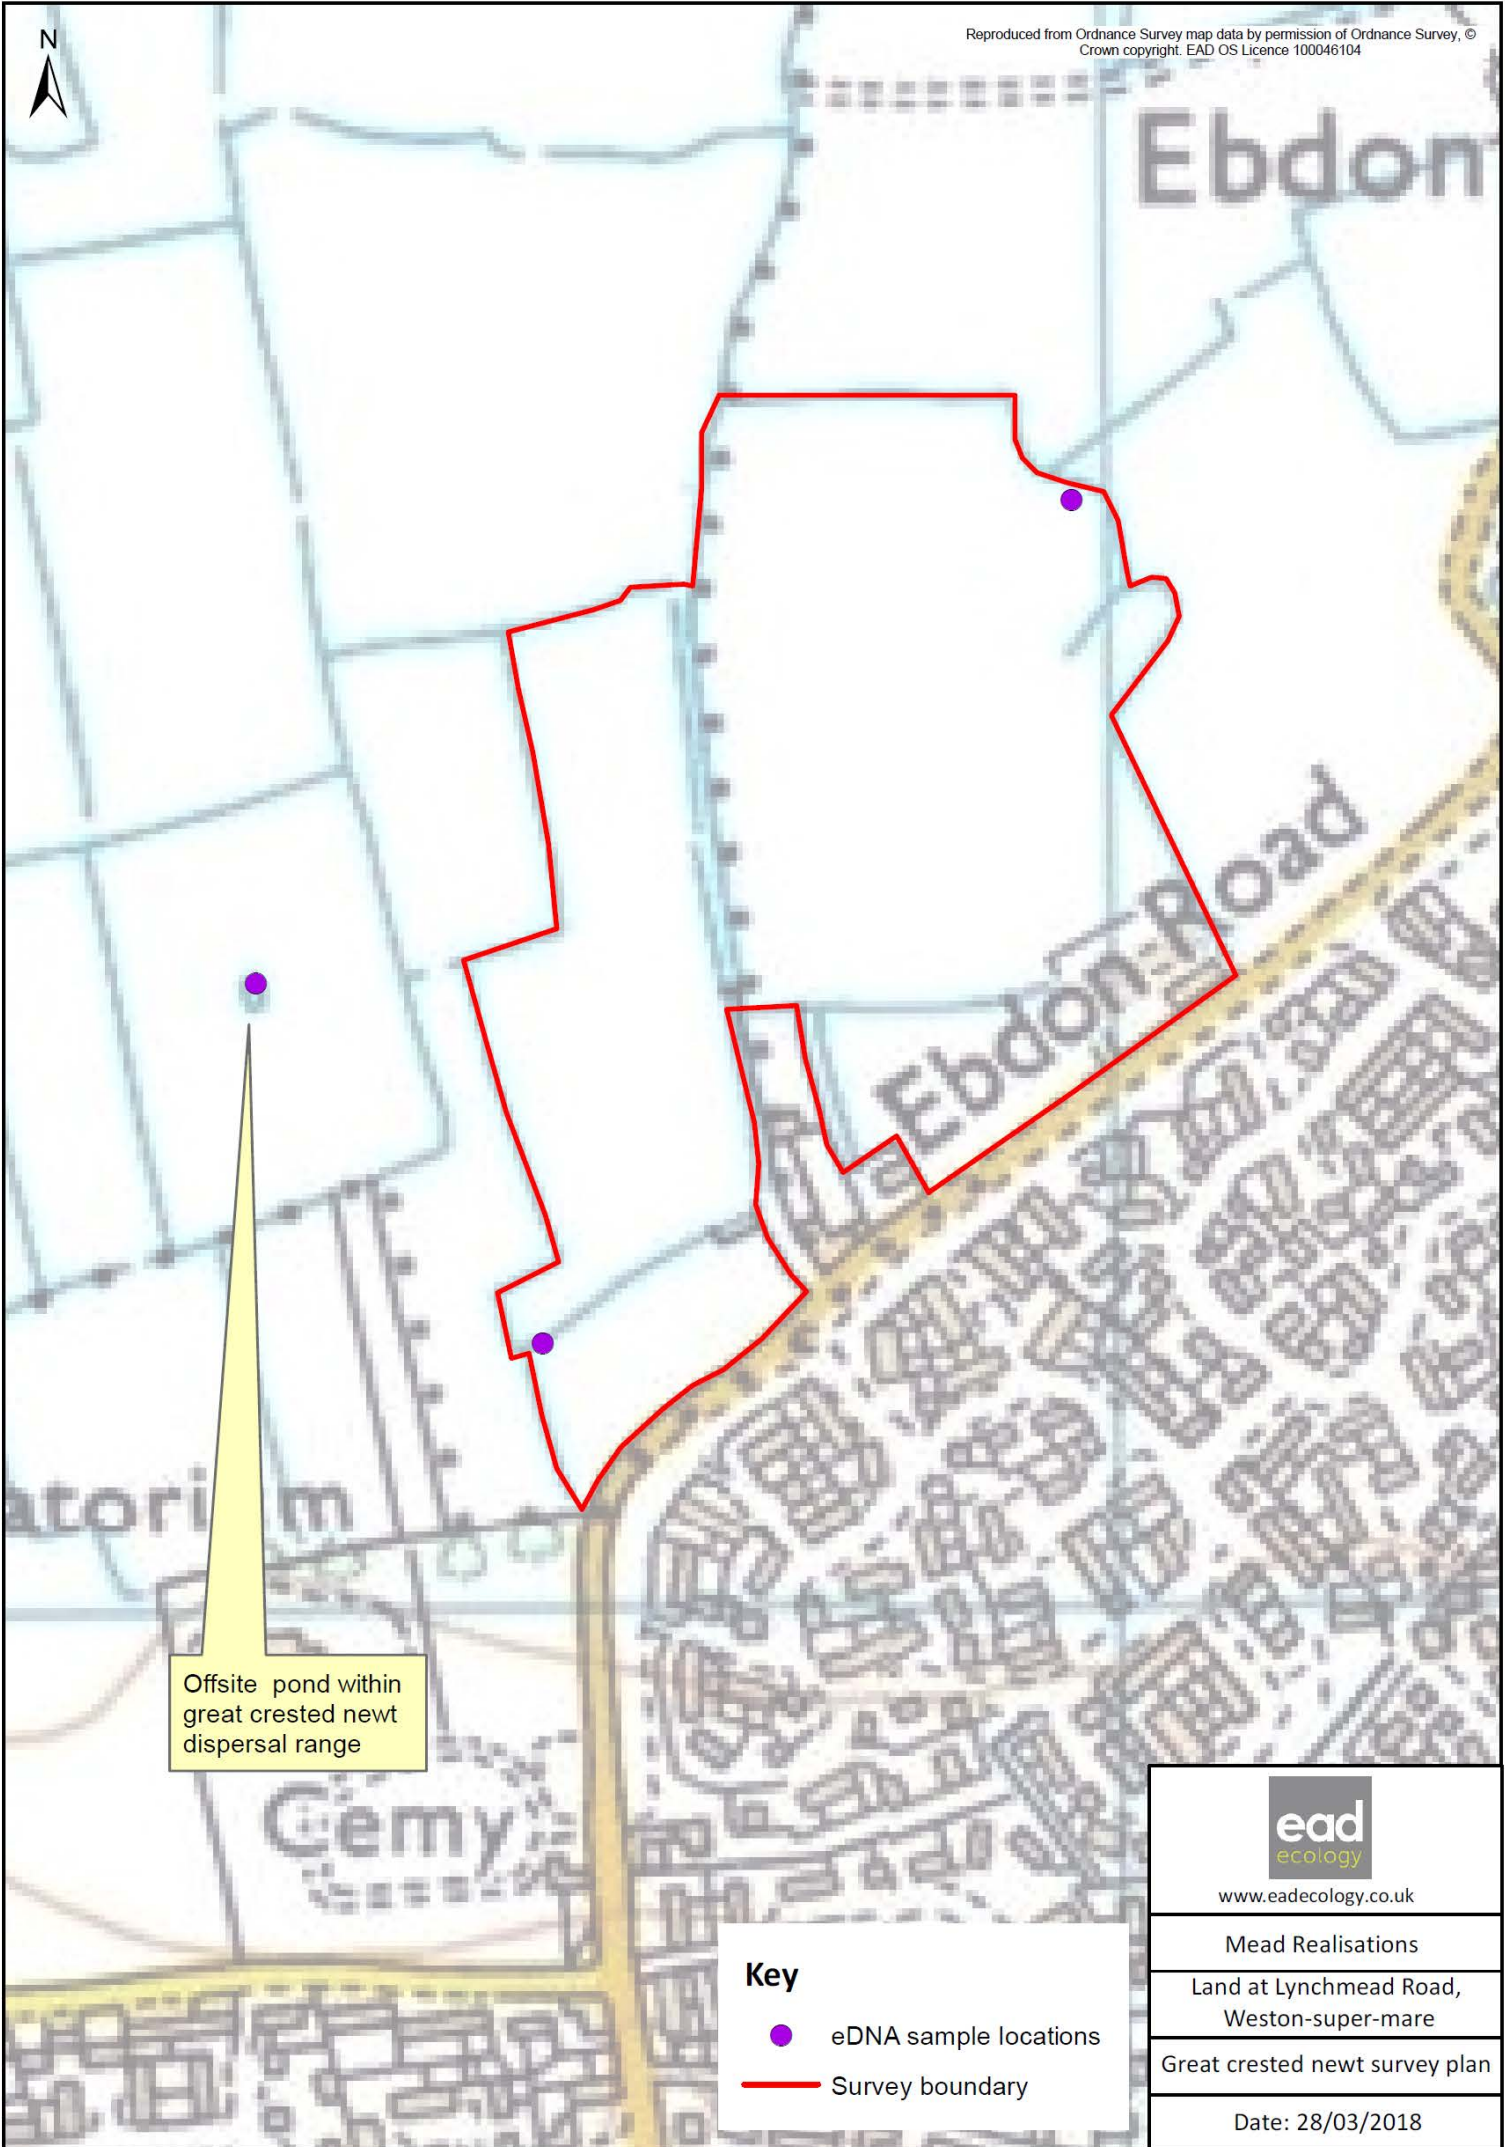 N
Reproduced from Ordnance Survey map data by permission of Ordnance Survey, ©
Crown copyright. EAD OS Licence 100046104
Ebdon
Ebdon Road
atorium
Offsite pond within
great crested newt
dispersal range
Cemy
Key
eDNA sample locations
Survey boundary
ead
ecology
www.eadecology.co.uk
Mead Realisations
Land at Lynchmead Road,
Weston-super-mare
Great crested newt survey plan
Date: 28/03/2018